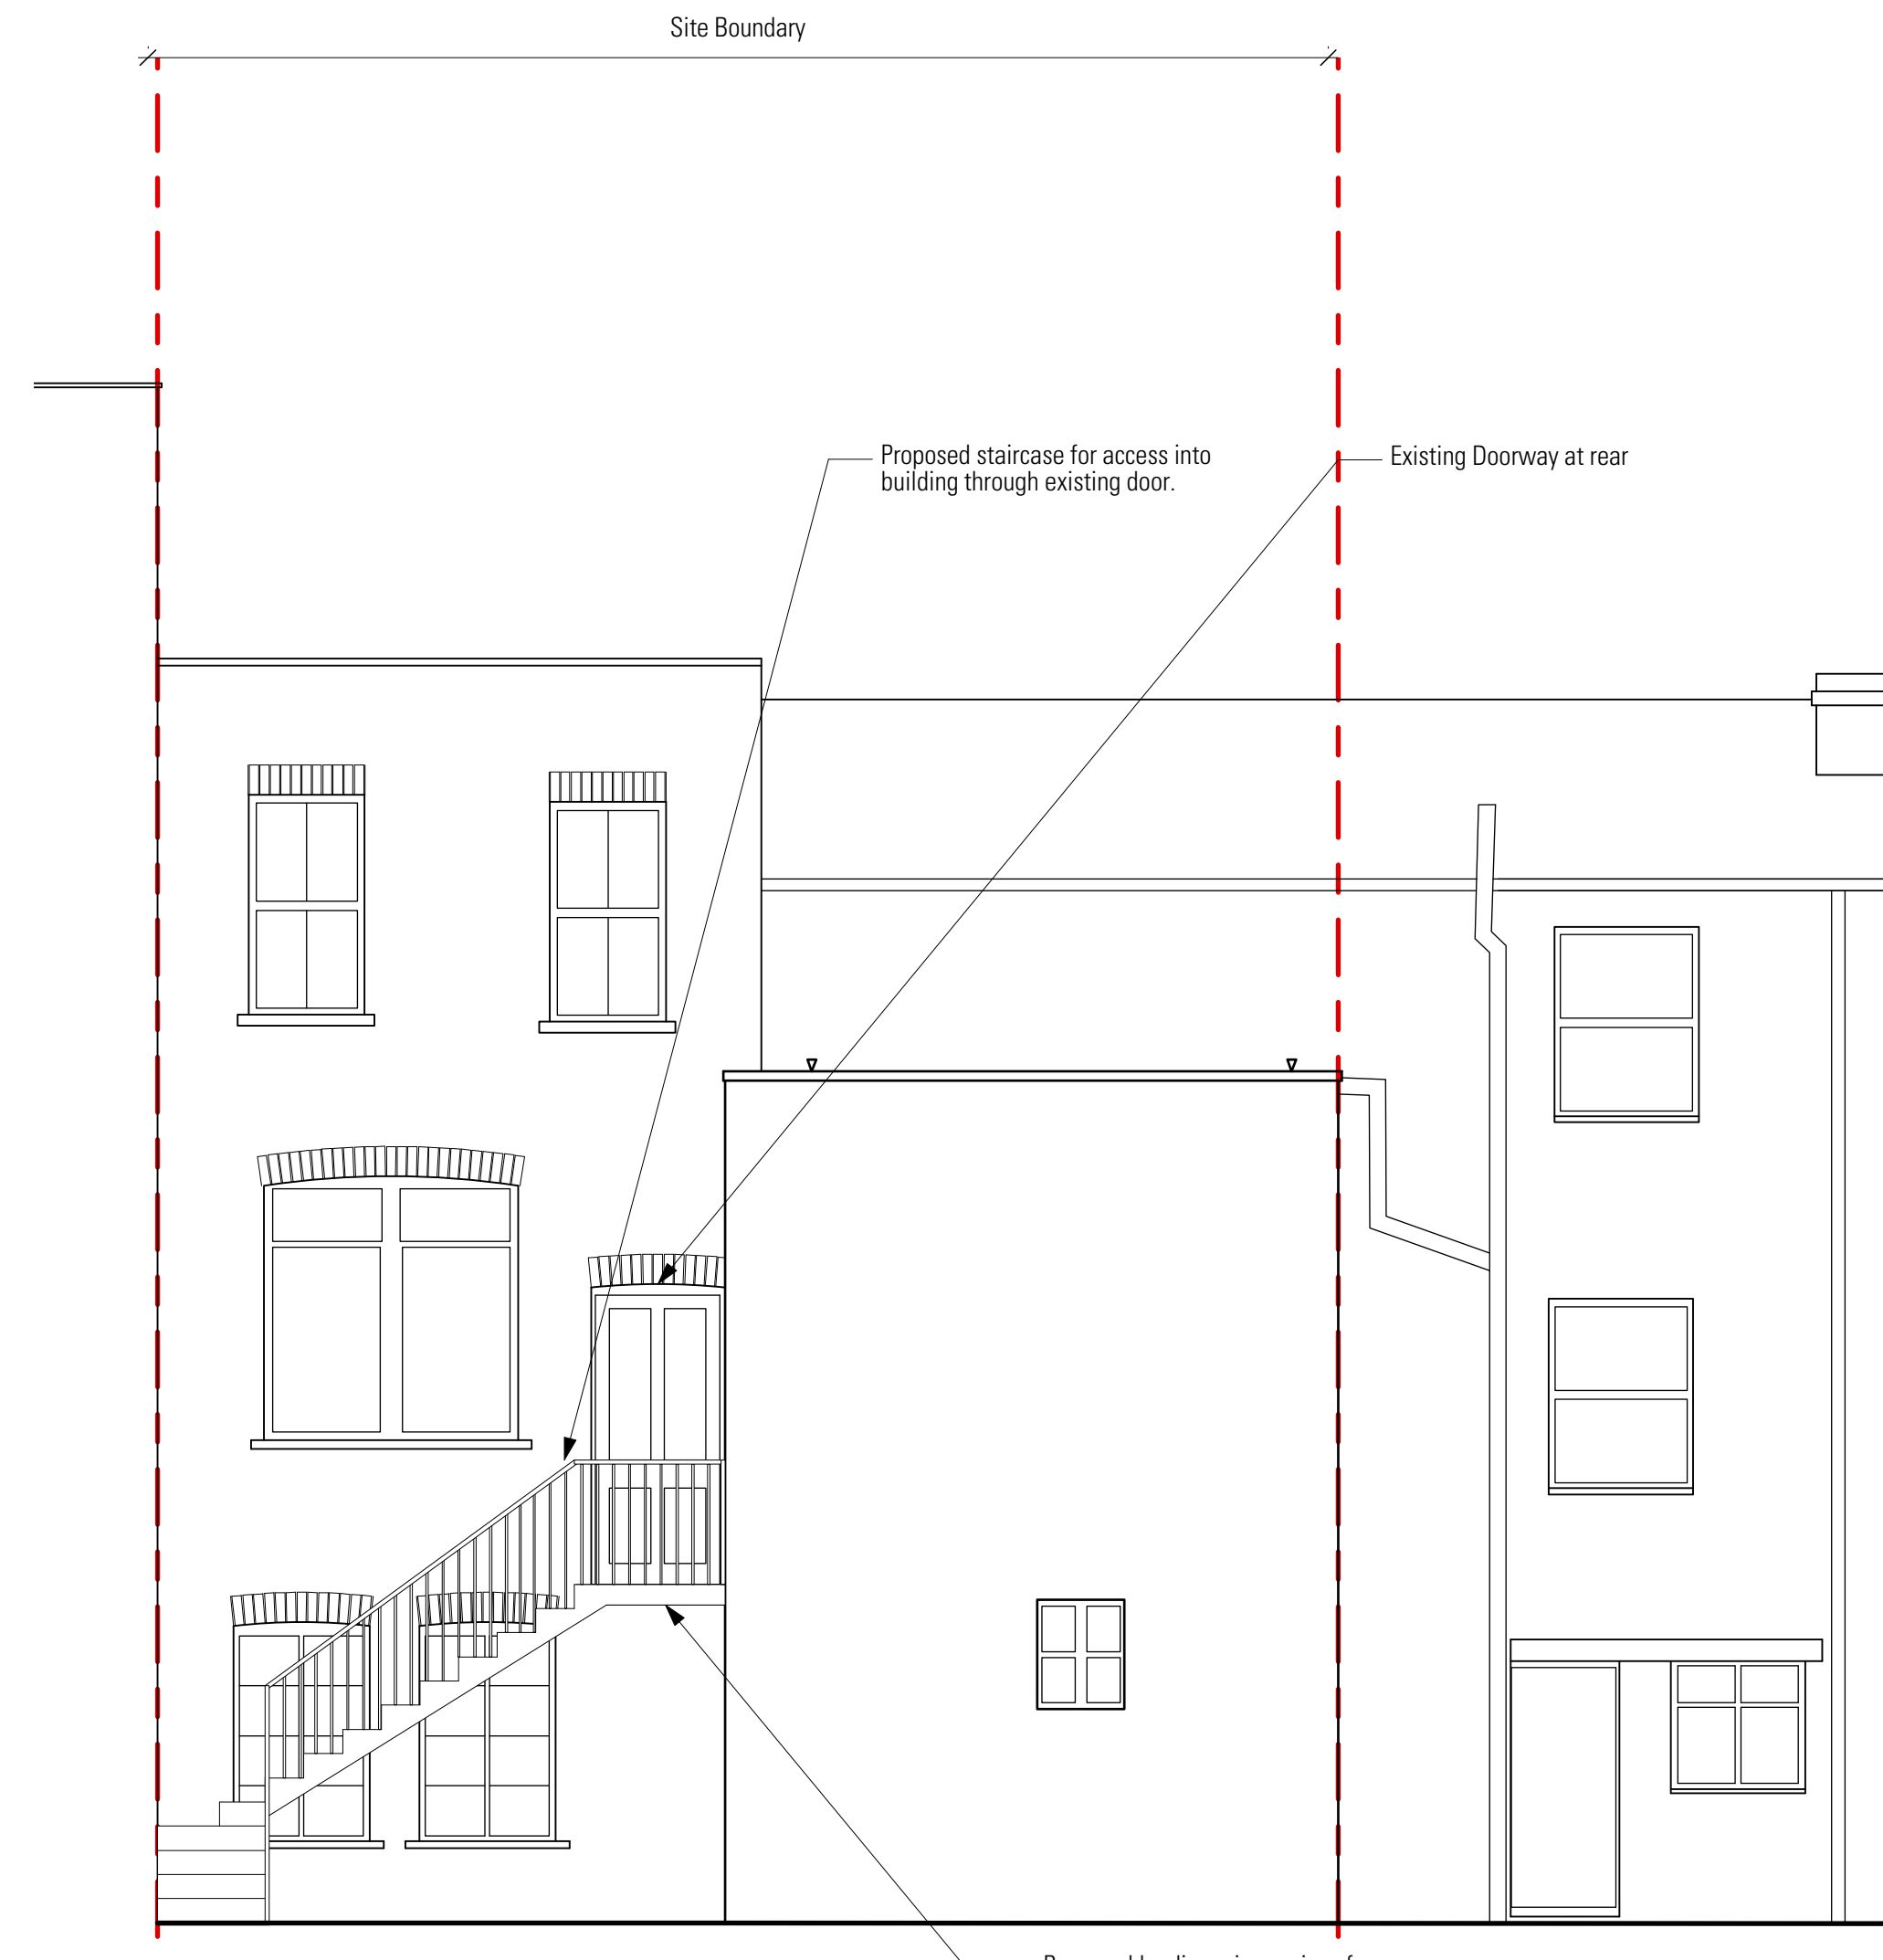 Site Boundary
Proposed staircase for access into
building through existing door.
Existing Doorway at rear